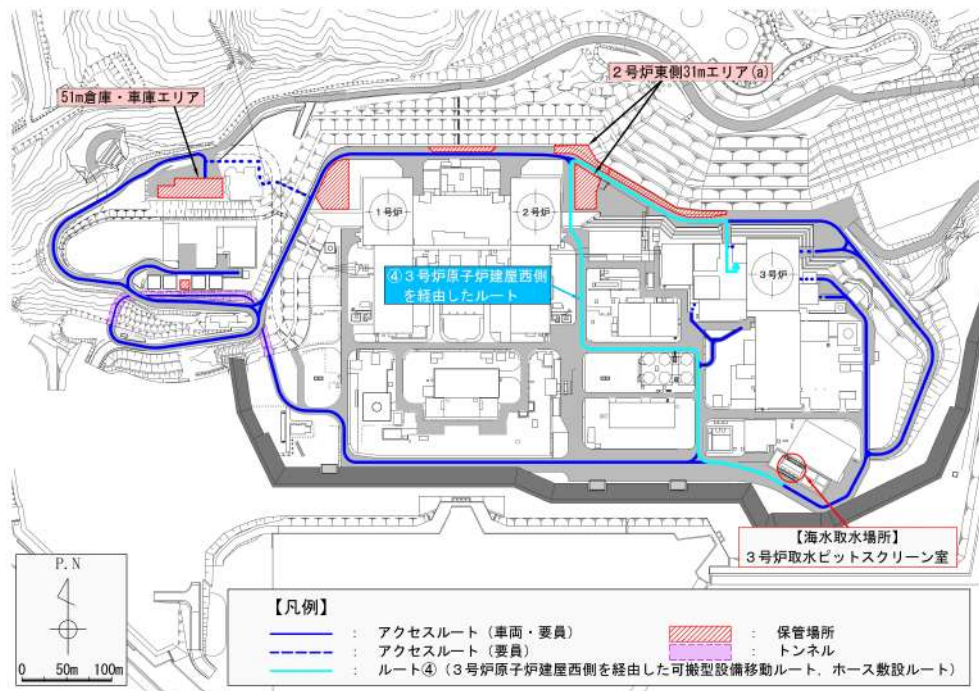 ２号炉東側31mエリア(a)
51m倉庫・車庫エリア
１号炉
２号炉
３号炉
④３号炉原子炉建屋西側
を経由したルート
【海水取水場所】
３号炉取水ピットスクリーン室
P.N
0 50m 100m
【凡例】
： アクセスルート（車両・要員）
： アクセスルート（要員）
： ルート④（３号炉原子炉建屋西側を経由した可搬型設備移動ルート，ホース敷設ルート）
： 保管場所
： トンネル